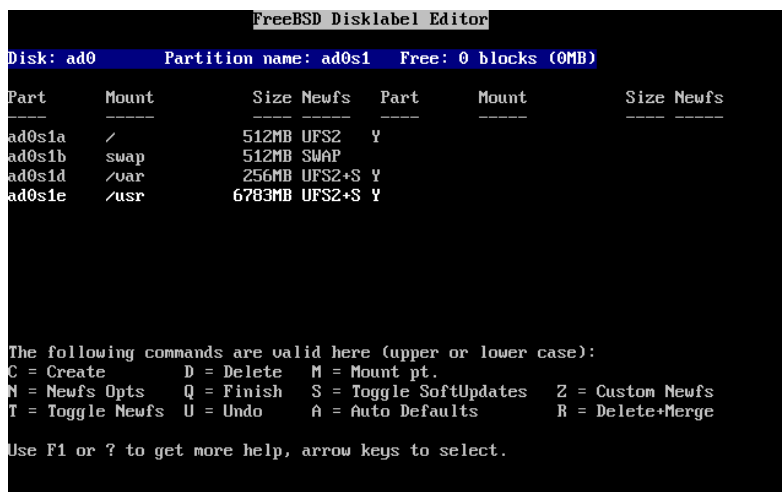 FreeBSD Disklabel Editor
Disk: ad0 Partition name: ad0s1 Free: 0 blocks (0MB)
Part Mount Size Newfs Part Mount Size Newfs
---- ----- ---- ----- ---- ----- ---- -----
ad0s1a / 512MB UFS2 Y
ad0s1b swap 512MB SWAP
ad0s1d /var 256MB UFS2+S Y
ad0s1e /usr 6783MB UFS2+S Y
The following commands are valid here (upper or lower case):
C = Create D = Delete M = Mount pt.
N = Newfs Opts Q = Finish S = Toggle SoftUpdates Z = Custom Newfs
T = Toggle Newfs U = Undo A = Auto Defaults R = Delete+Merge
Use F1 or ? to get more help, arrow keys to select.